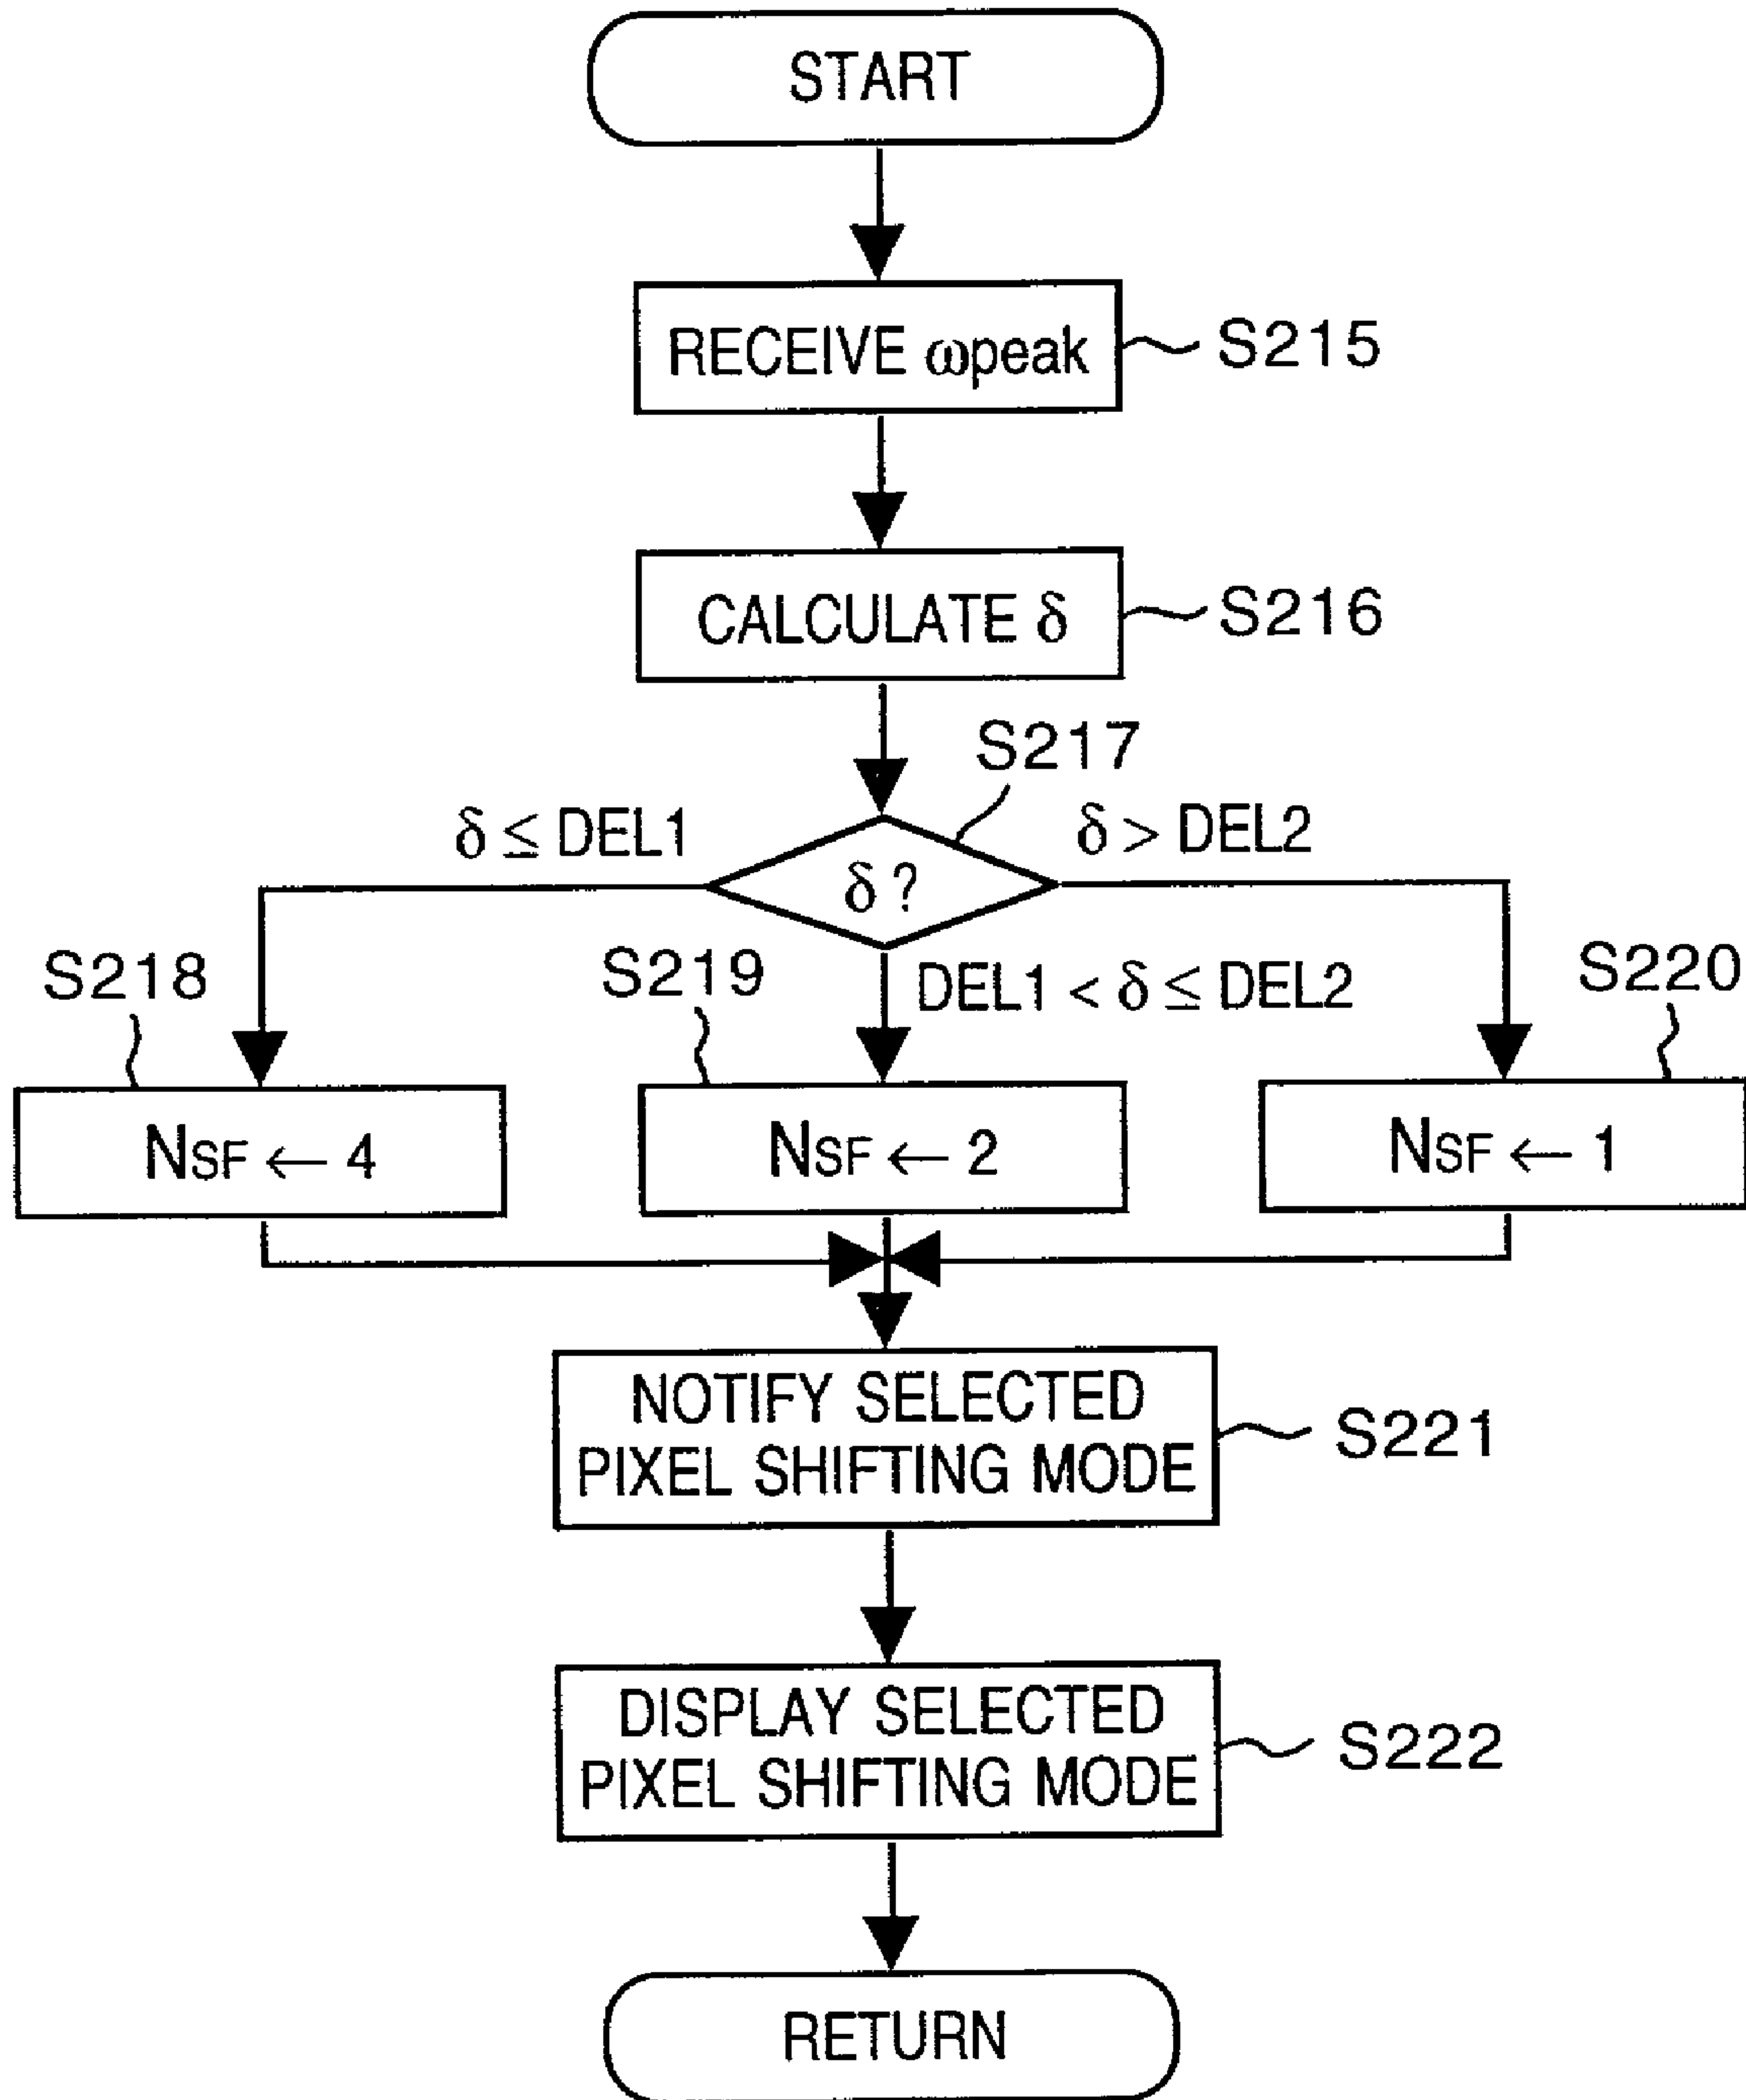 START
RECEIVE ωpeak
S215
CALCULATE δ
S216
S217
δ ≤ DEL1
δ > DEL2
δ ?
S218
S219
DEL1 < δ ≤ DEL2
S220
NSF ← 4
NSF ← 2
NSF ← 1
NOTIFY SELECTED
PIXEL SHIFTING MODE
S221
DISPLAY SELECTED
PIXEL SHIFTING MODE
S222
RETURN